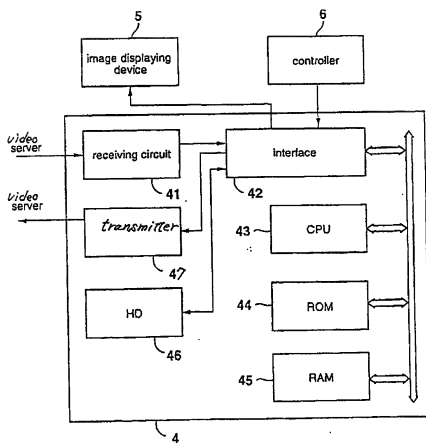 5
6
image displaying
device
controller
video
server
receiving circuit
interface
41
42
video
server
transmitter
CPU
43
47
HD
ROM
44
46
RAM
45
4